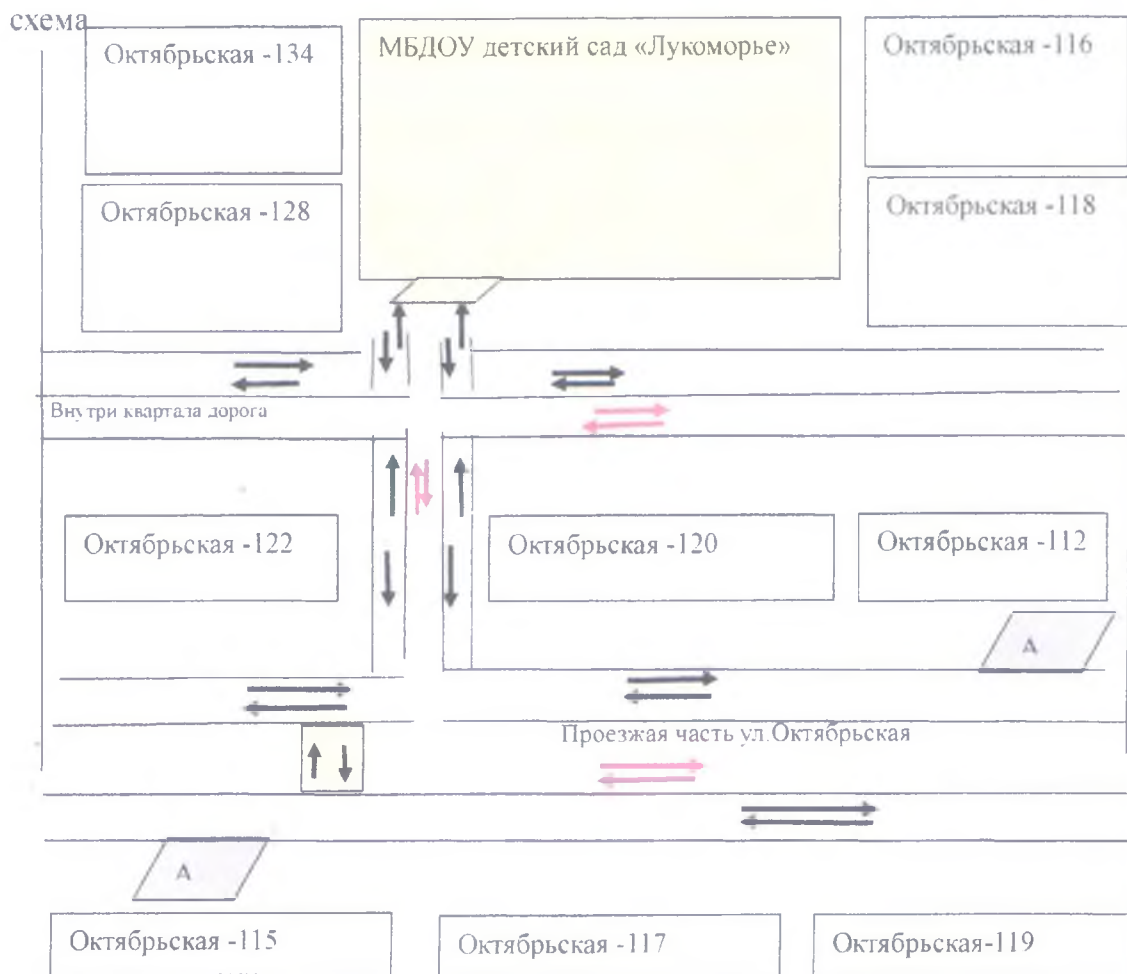 схема
Октябрьская -134
МБДОУ детский сад «Лукоморье»
Октябрьская -116
Октябрьская -128
Октябрьская -118
Внутри квартала дорога
Октябрьская -122
Октябрьская -120
Октябрьская -112
А
Проезжая часть ул.Октябрьская
А
Октябрьская -115
Октябрьская -117
Октябрьская-119